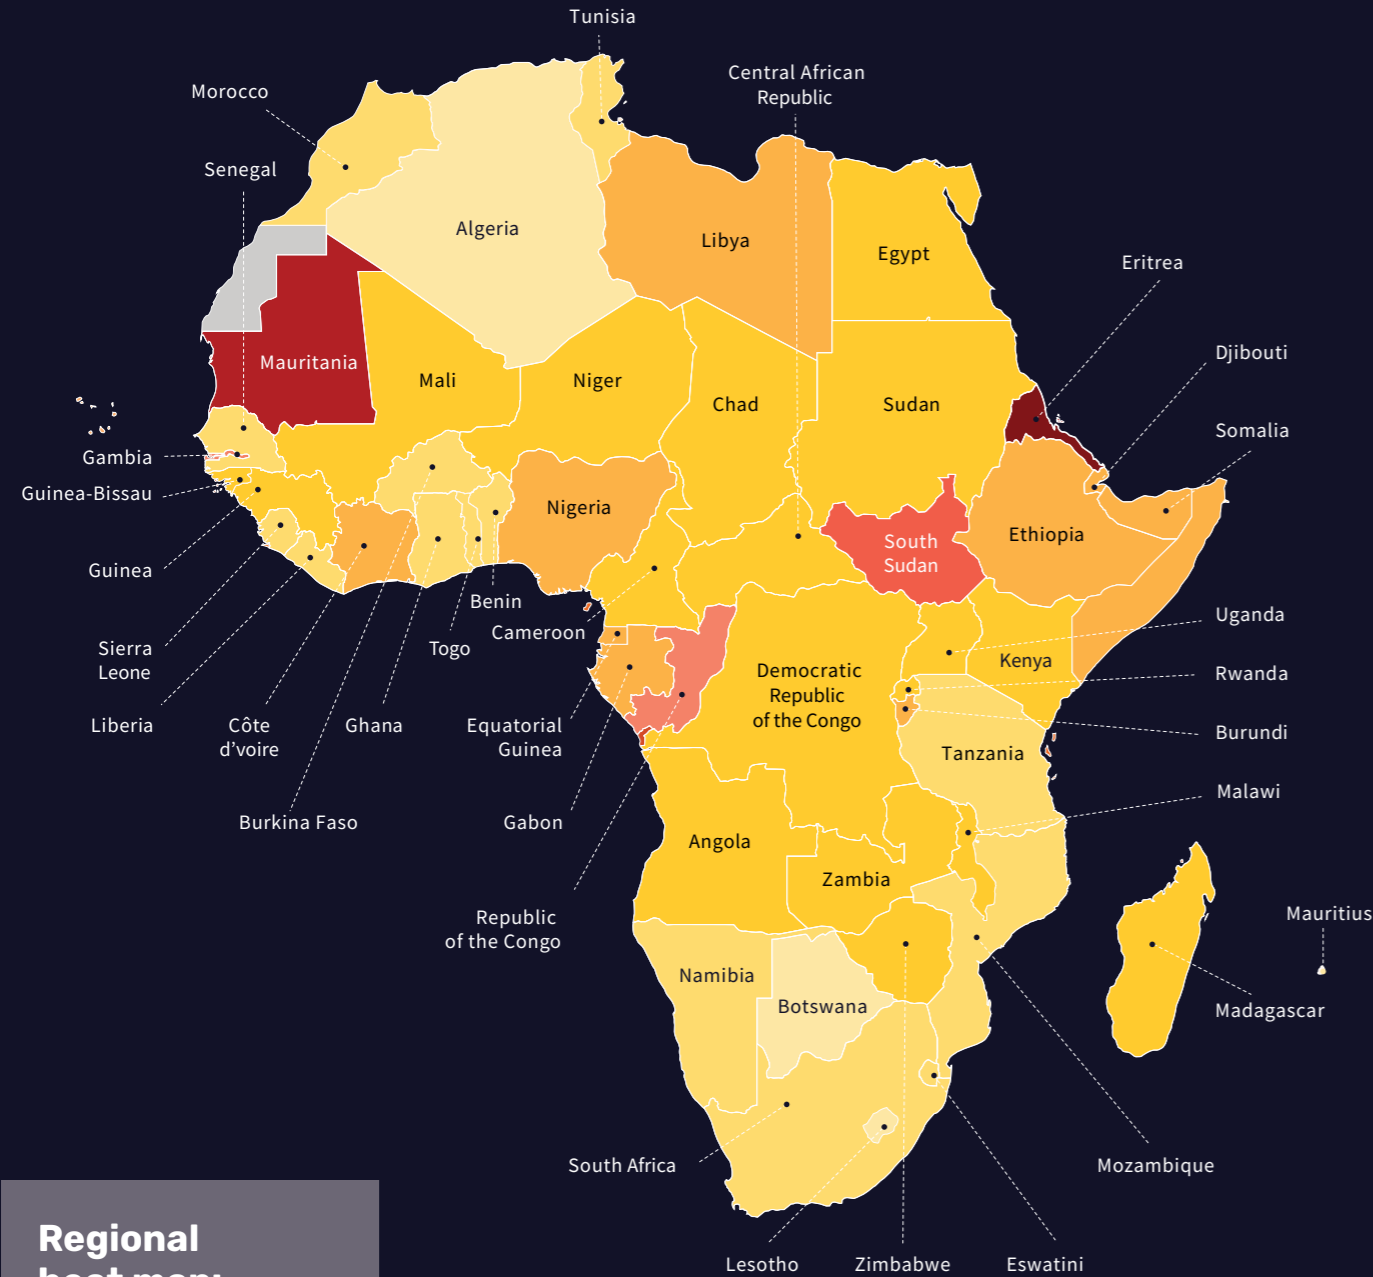 Tunisia
Central African
Republic
Morocco
Senegal
Algeria
Libya
Egypt
Eritrea
Djibouti
Mauritania
Mali
Niger
Chad
Sudan
Somalia
Gambia
Guinea-Bissau
Nigeria
Ethiopia
South
Sudan
Guinea
Benin
Cameroon
Uganda
Sierra
Leone
Togo
Kenya
Democratic
Republic
of the Congo
Rwanda
Liberia
Côte
d’voire
Ghana
Equatorial
Guinea
Burundi
Tanzania
Malawi
Burkina Faso
Gabon
Angola
Zambia
Republic
of the Congo
Mauritius
Namibia
Botswana
Madagascar
South Africa
Mozambique
Regional
Lesotho
Zimbabwe
Eswatini